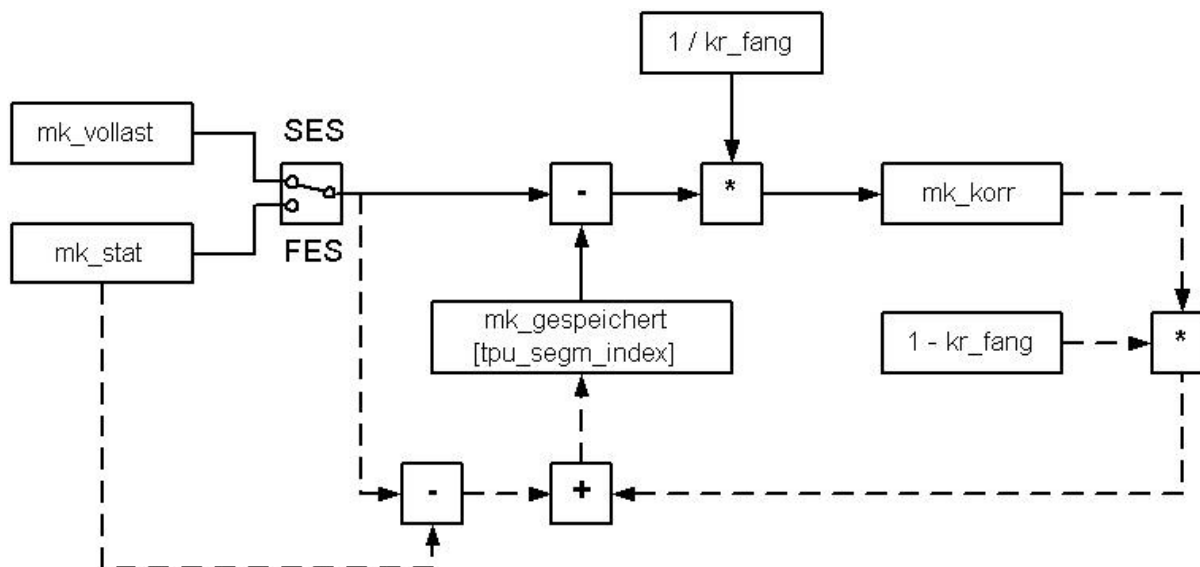 1 / kr_fang
mk_vollast
SES
-
*
mk_korr
mk_stat
FES
mk_gespeichert
[tpu_segm_index]
1 - kr_fang
*
-
+